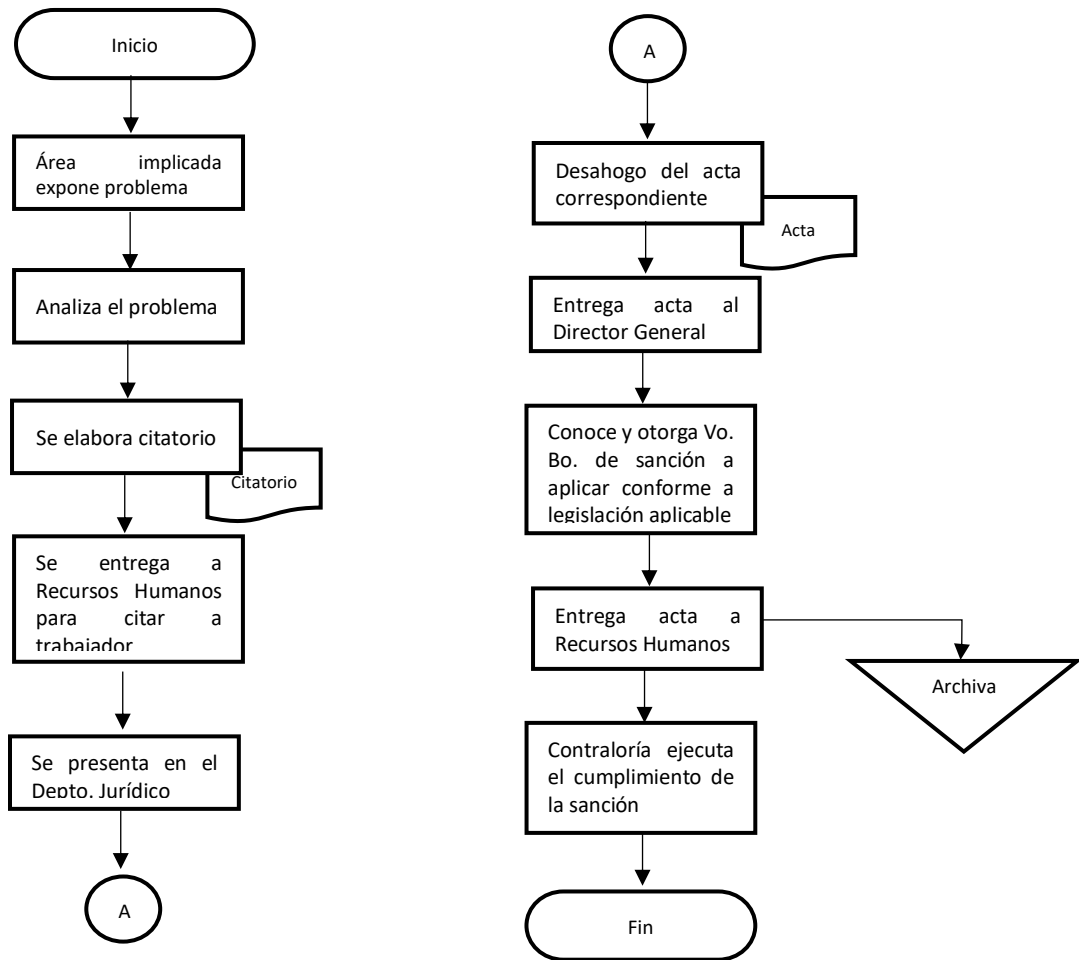 Inicio
Área implicada
expone problema
Analiza el problema
Se elabora citatorio
Citatorio
Se entrega a
Recursos Humanos
para citar a
trabajador
Se presenta en el
Depto. Jurídico
A
A
Desahogo del acta
correspondiente
Acta
Entrega acta al
Director General
Conoce y otorga Vo.
Bo. de sanción a
aplicar conforme a
legislación aplicable
Entrega acta a
Recursos Humanos
Archiva
Contraloría ejecuta
el cumplimiento de
la sanción
Fin